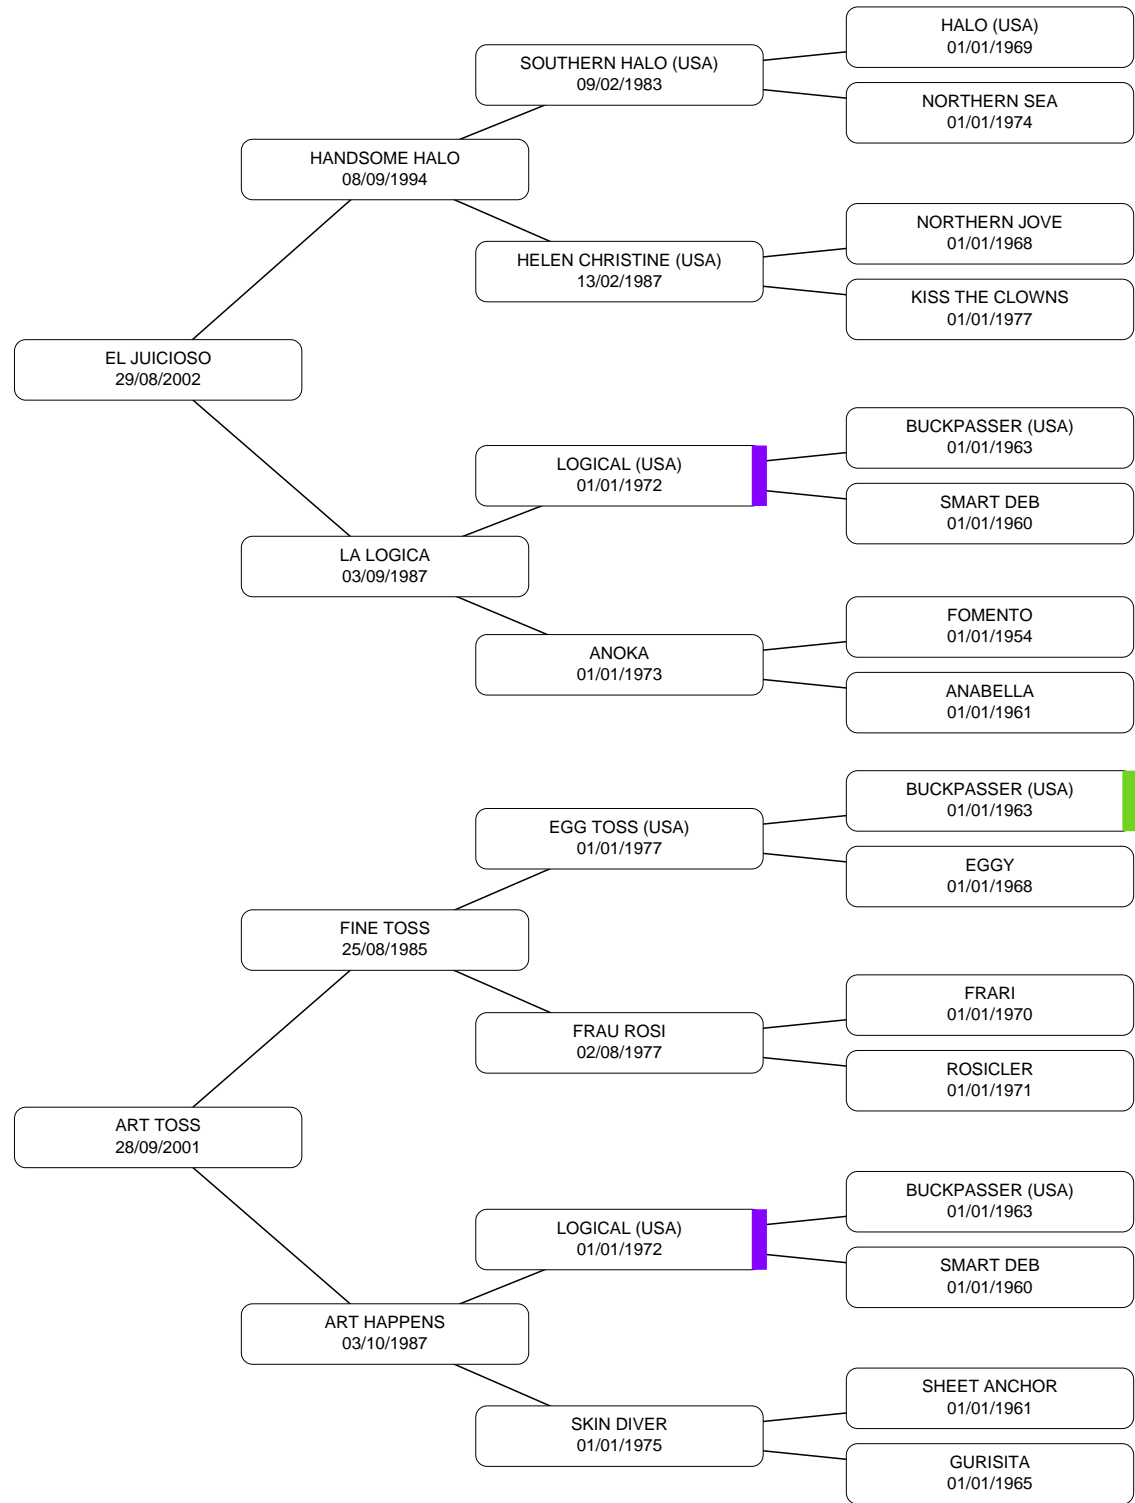 HALO (USA)
01/01/1969
SOUTHERN HALO (USA)
09/02/1983
NORTHERN SEA
01/01/1974
HANDSOME HALO
08/09/1994
NORTHERN JOVE
01/01/1968
HELEN CHRISTINE (USA)
13/02/1987
KISS THE CLOWNS
01/01/1977
EL JUICIOSO
29/08/2002
BUCKPASSER (USA)
01/01/1963
LOGICAL (USA)
01/01/1972
SMART DEB
01/01/1960
LA LOGICA
03/09/1987
FOMENTO
01/01/1954
ANOKA
01/01/1973
ANABELLA
01/01/1961
BUCKPASSER (USA)
01/01/1963
EGG TOSS (USA)
01/01/1977
EGGY
01/01/1968
FINE TOSS
25/08/1985
FRARI
01/01/1970
FRAU ROSI
02/08/1977
ROSICLER
01/01/1971
ART TOSS
28/09/2001
BUCKPASSER (USA)
01/01/1963
LOGICAL (USA)
01/01/1972
SMART DEB
01/01/1960
ART HAPPENS
03/10/1987
SHEET ANCHOR
01/01/1961
SKIN DIVER
01/01/1975
GURISITA
01/01/1965